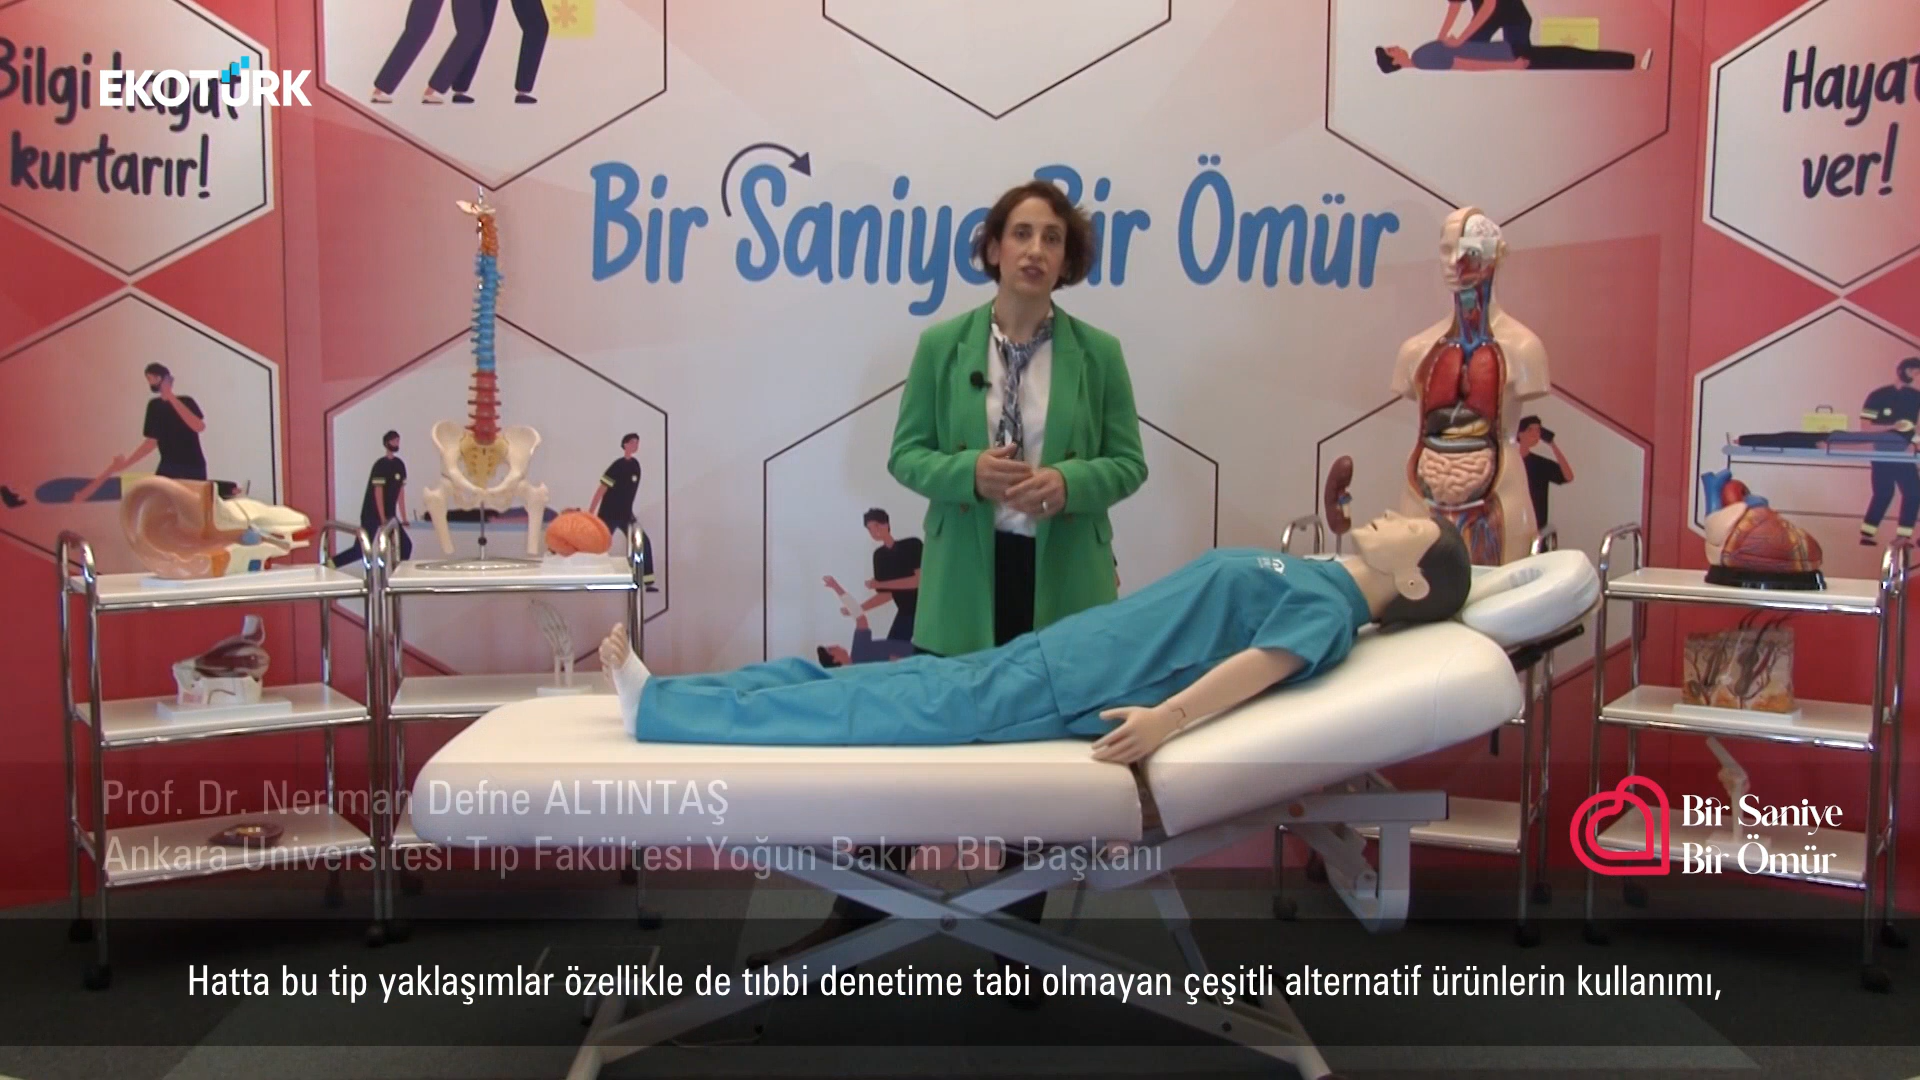 Bilgi hayat
kurtarır!
EKOTÜRK
Bir Saniye Bir Ömür
Hayat
ver!
Prof. Dr. Neriman Defne ALTINTAŞ
Ankara Üniversitesi Tıp Fakültesi Yoğun Bakım BD Başkanı
Bir Saniye
Bir Ömür
Hatta bu tip yaklaşımlar özellikle de tıbbi denetime tabi olmayan çeşitli alternatif ürünlerin kullanımı,